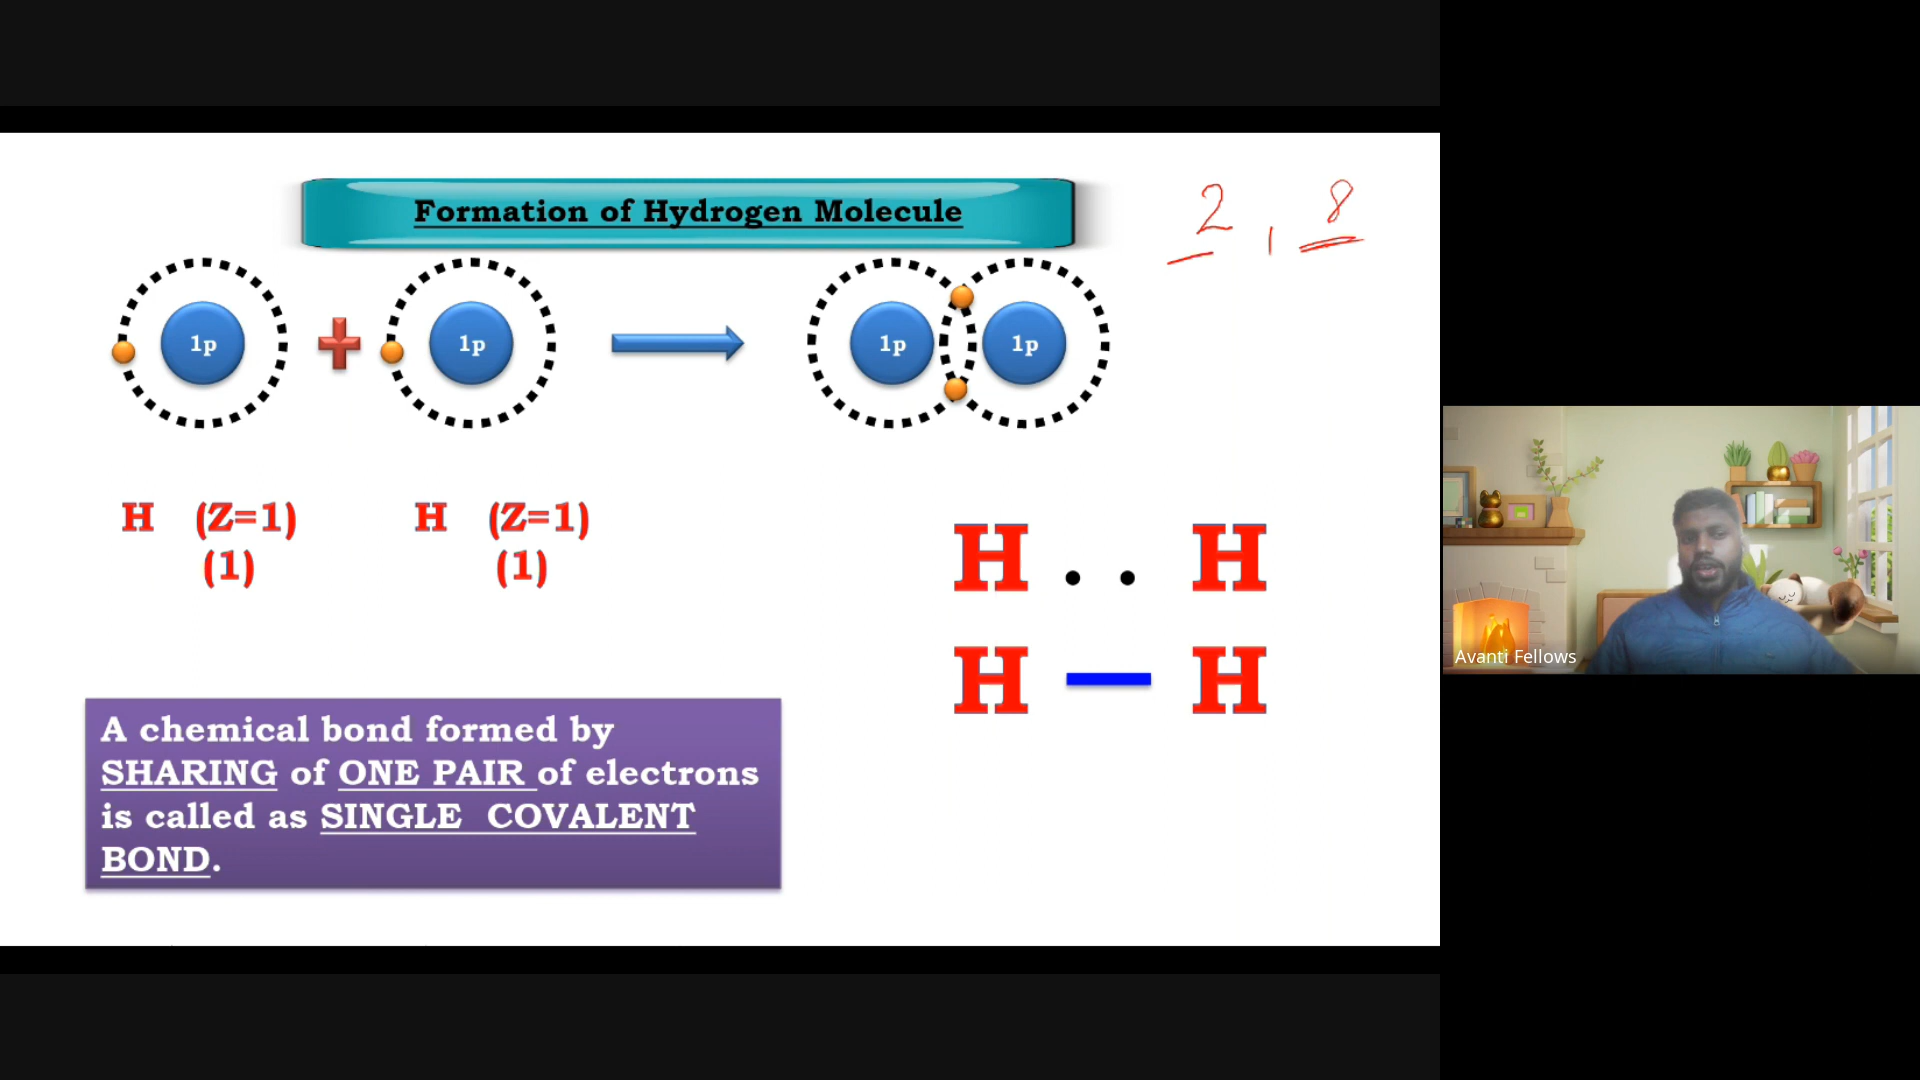 Formation of Hydrogen Molecule
2 , 8
1p 1p 1p 1p
H (Z=1) H (Z=1)
(1) (1)
H . . H
H — H
A chemical bond formed by
SHARING of ONE PAIR of electrons
is called as SINGLE COVALENT
BOND.
Avanti Fellows